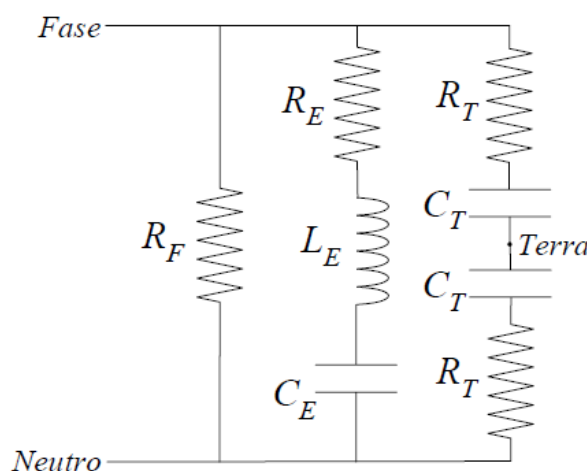 Fase
R_E
R_T
C_T
R_F
L_E
Terra
C_T
C_E
R_T
Neutro